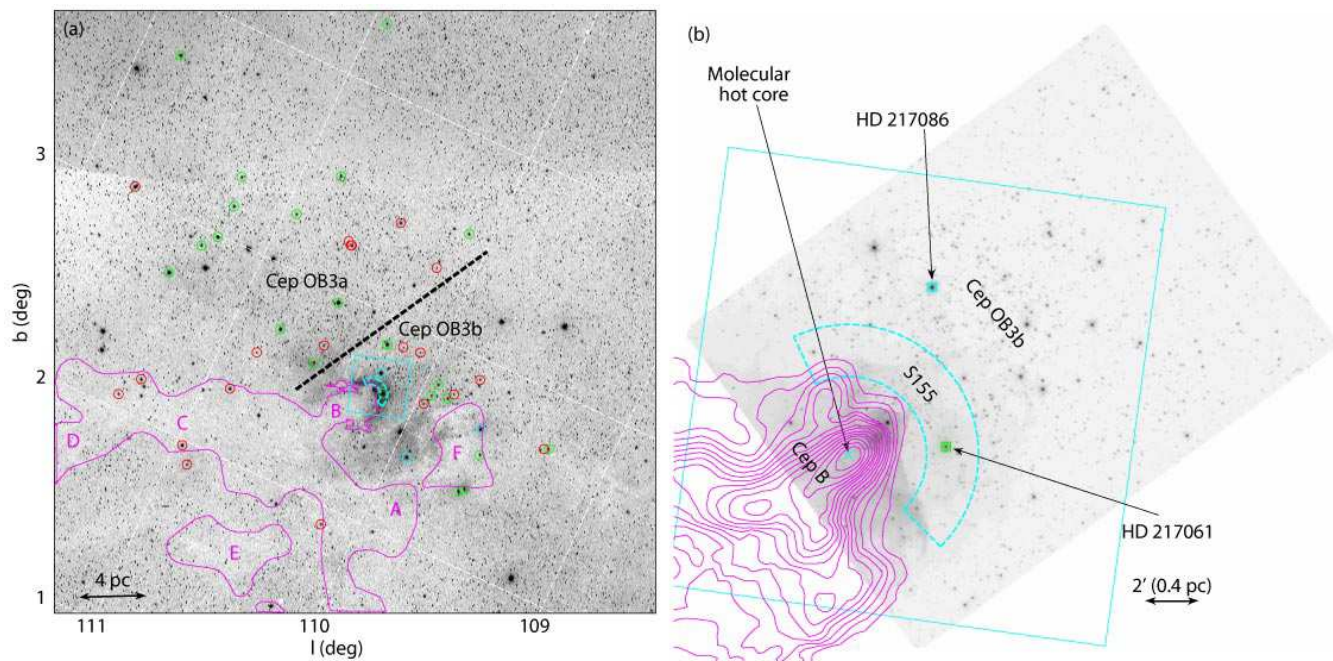 (a)
3
2
1
b (deg)
Cep OB3a
Cep OB3b
B
C
D
F
A
E
4 pc
111
110
109
l (deg)
(b)
Molecular
hot core
HD 217086
Cep OB3b
S155
Cep B
HD 217061
2' (0.4 pc)